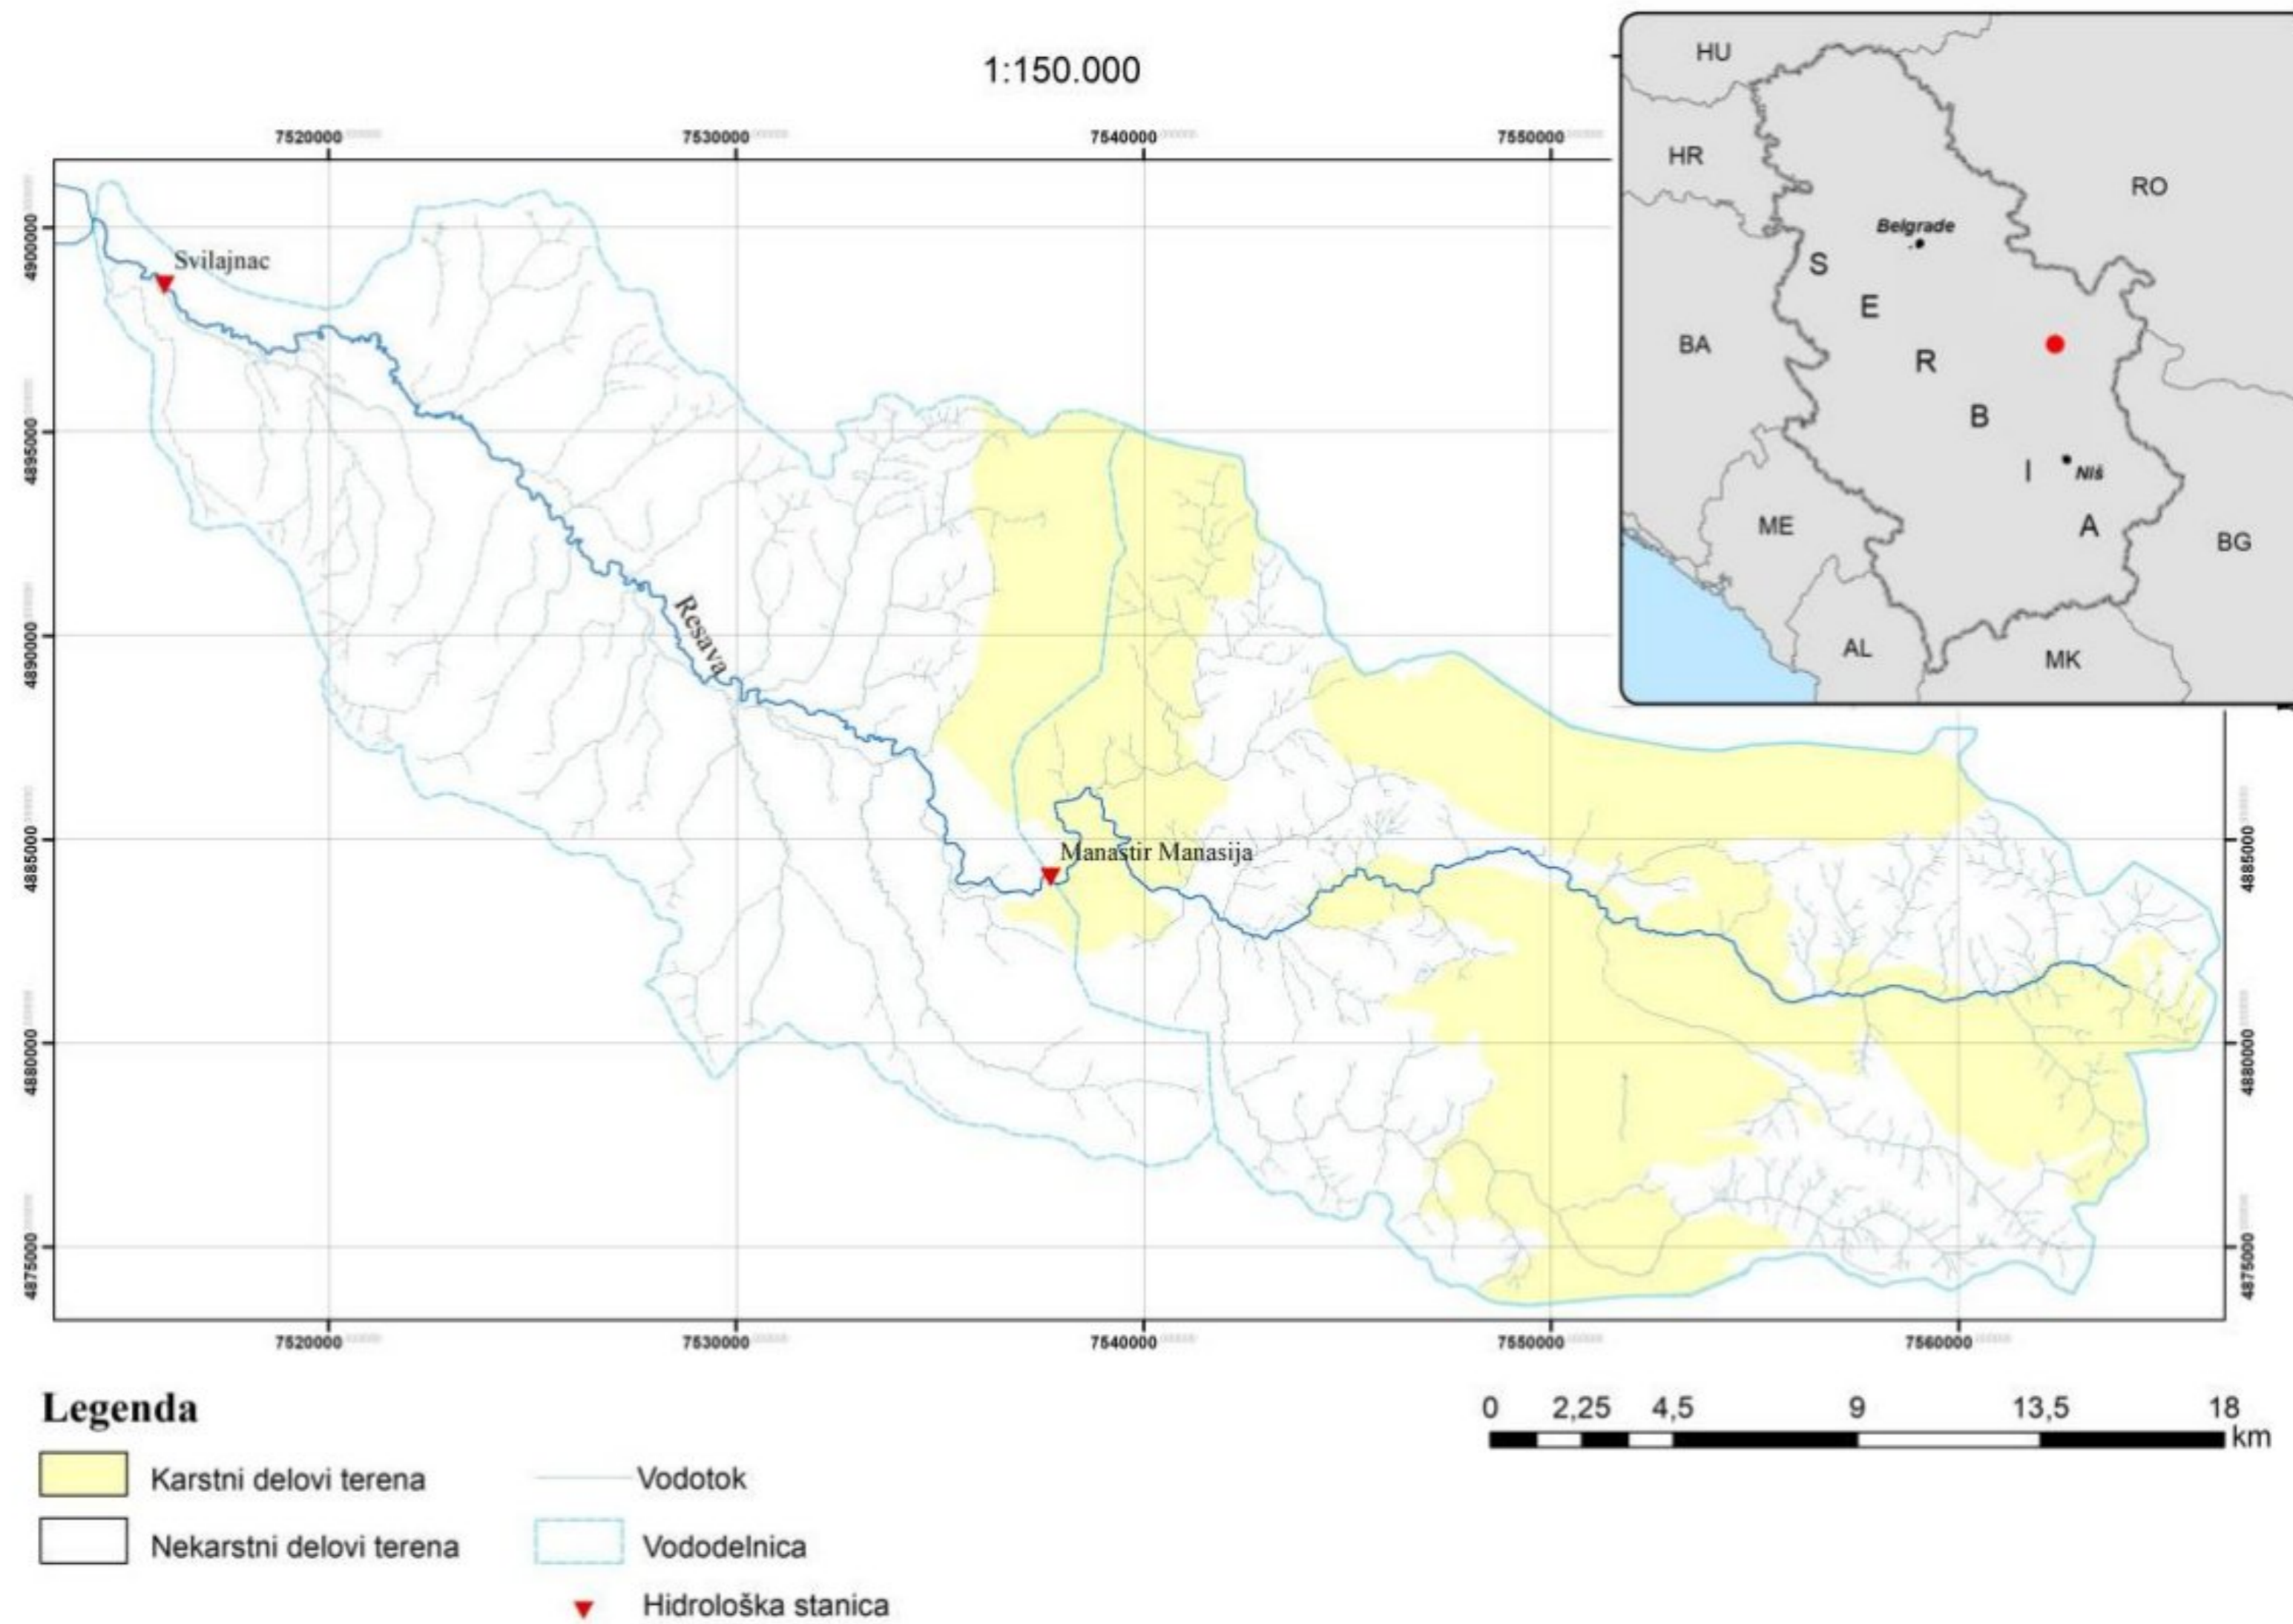 1:150.000
HU
HR
RO
Belgrade
S
E
BA
R
B
I
Niš
ME
A
BG
AL
MK
7520000
7530000
7540000
7550000
4900000
4895000
4890000
4885000
4880000
4875000
Svilajnac
Resava
Manastir Manasija
4885000
4880000
4875000
7520000
7530000
7540000
7550000
7560000
Legenda
Karstni delovi terena
Nekarstni delovi terena
Vodotok
Vododelnica
Hidrološka stanica
0 2,25 4,5 9 13,5 18
km